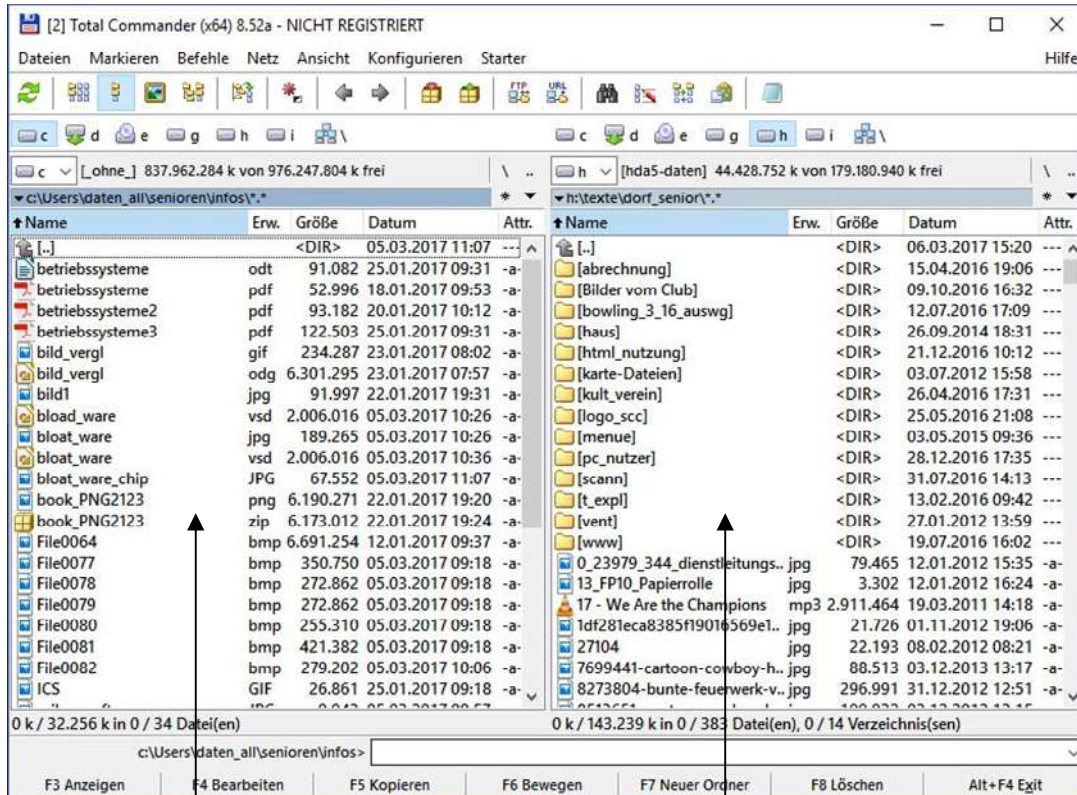 [2] Total Commander (x64) 8.52a - NICHT REGISTRIERT
Dateien Markieren Befehle Netz Ansicht Konfigurieren Starter Hilfe
FTP URL
c d e g h i \
c [_ohne_] 837.962.284 k von 976.247.804 k frei \ ..
c:\Users\daten_all\senioren\infos\*.* * 
Name Erw. Größe Datum Attr.
[..] <DIR> 05.03.2017 11:07 ---
betriebssysteme odt 91.082 25.01.2017 09:31 -a-
betriebssysteme pdf 52.996 18.01.2017 09:53 -a-
betriebssysteme2 pdf 93.182 20.01.2017 10:12 -a-
betriebssysteme3 pdf 122.503 25.01.2017 09:31 -a-
bild_vergl gif 234.287 23.01.2017 08:02 -a-
bild_vergl odg 6.301.295 23.01.2017 07:57 -a-
bild1 jpg 91.997 22.01.2017 19:31 -a-
bload_ware vsd 2.006.016 05.03.2017 10:26 -a-
bloat_ware jpg 189.265 05.03.2017 10:26 -a-
bloat_ware vsd 2.006.016 05.03.2017 10:36 -a-
bloat_ware_chip JPG 67.552 05.03.2017 11:07 -a-
book_PNG2123 png 6.190.271 22.01.2017 19:20 -a-
book_PNG2123 zip 6.173.012 22.01.2017 19:24 -a-
File0064 bmp 6.691.254 12.01.2017 09:37 -a-
File0077 bmp 350.750 05.03.2017 09:18 -a-
File0078 bmp 272.862 05.03.2017 09:18 -a-
File0079 bmp 272.862 05.03.2017 09:18 -a-
File0080 bmp 255.310 05.03.2017 09:18 -a-
File0081 bmp 421.382 05.03.2017 09:18 -a-
File0082 bmp 279.202 05.03.2017 10:06 -a-
ICS GIF 26.861 25.01.2017 09:18 -a-
0 k / 32.256 k in 0 / 34 Datei(en)
c d e g h i \
h [hda5-daten] 44.428.752 k von 179.180.940 k frei \ ..
h:\texte\dorf_senior\*.* *
Name Erw. Größe Datum Attr.
[..] <DIR> 06.03.2017 15:20 ---
[abrechnung] <DIR> 15.04.2016 19:06 ---
[Bilder vom Club] <DIR> 09.10.2016 16:32 ---
[bowling_3_16_auswg] <DIR> 12.07.2016 17:09 ---
[haus] <DIR> 26.09.2014 18:31 ---
[html_nutzung] <DIR> 21.12.2016 10:12 ---
[karte-Dateien] <DIR> 03.07.2012 15:58 ---
[kult_verein] <DIR> 26.04.2016 17:31 ---
[logo_scc] <DIR> 25.05.2016 21:08 ---
[menue] <DIR> 03.05.2015 09:36 ---
[pc_nutzer] <DIR> 28.12.2016 17:35 ---
[scann] <DIR> 31.07.2016 14:13 ---
[t_expl] <DIR> 13.02.2016 09:42 ---
[vent] <DIR> 27.01.2012 13:59 ---
[www] <DIR> 19.07.2016 16:02 ---
0_23979_344_dienstleitungs.. jpg 79.465 12.01.2012 15:35 -a-
13_FP10_Papierrolle jpg 3.302 12.01.2012 16:24 -a-
17 - We Are the Champions mp3 2.911.464 19.03.2011 14:18 -a-
1df281eca8385f19016569e1.. jpg 21.726 01.11.2012 19:06 -a-
27104 jpg 22.193 08.02.2012 08:21 -a-
7699441-cartoon-cowboy-h.. jpg 88.513 03.12.2013 13:17 -a-
8273804-bunte-feuerwerk-v.. jpg 296.991 31.12.2012 12:51 -a-
0 k / 143.239 k in 0 / 383 Datei(en), 0 / 14 Verzeichnis(sen)
c:\Users\daten_all\senioren\infos>
F3 Anzeigen F4 Bearbeiten F5 Kopieren F6 Bewegen F7 Neuer Ordner F8 Löschen Alt+F4 Exit